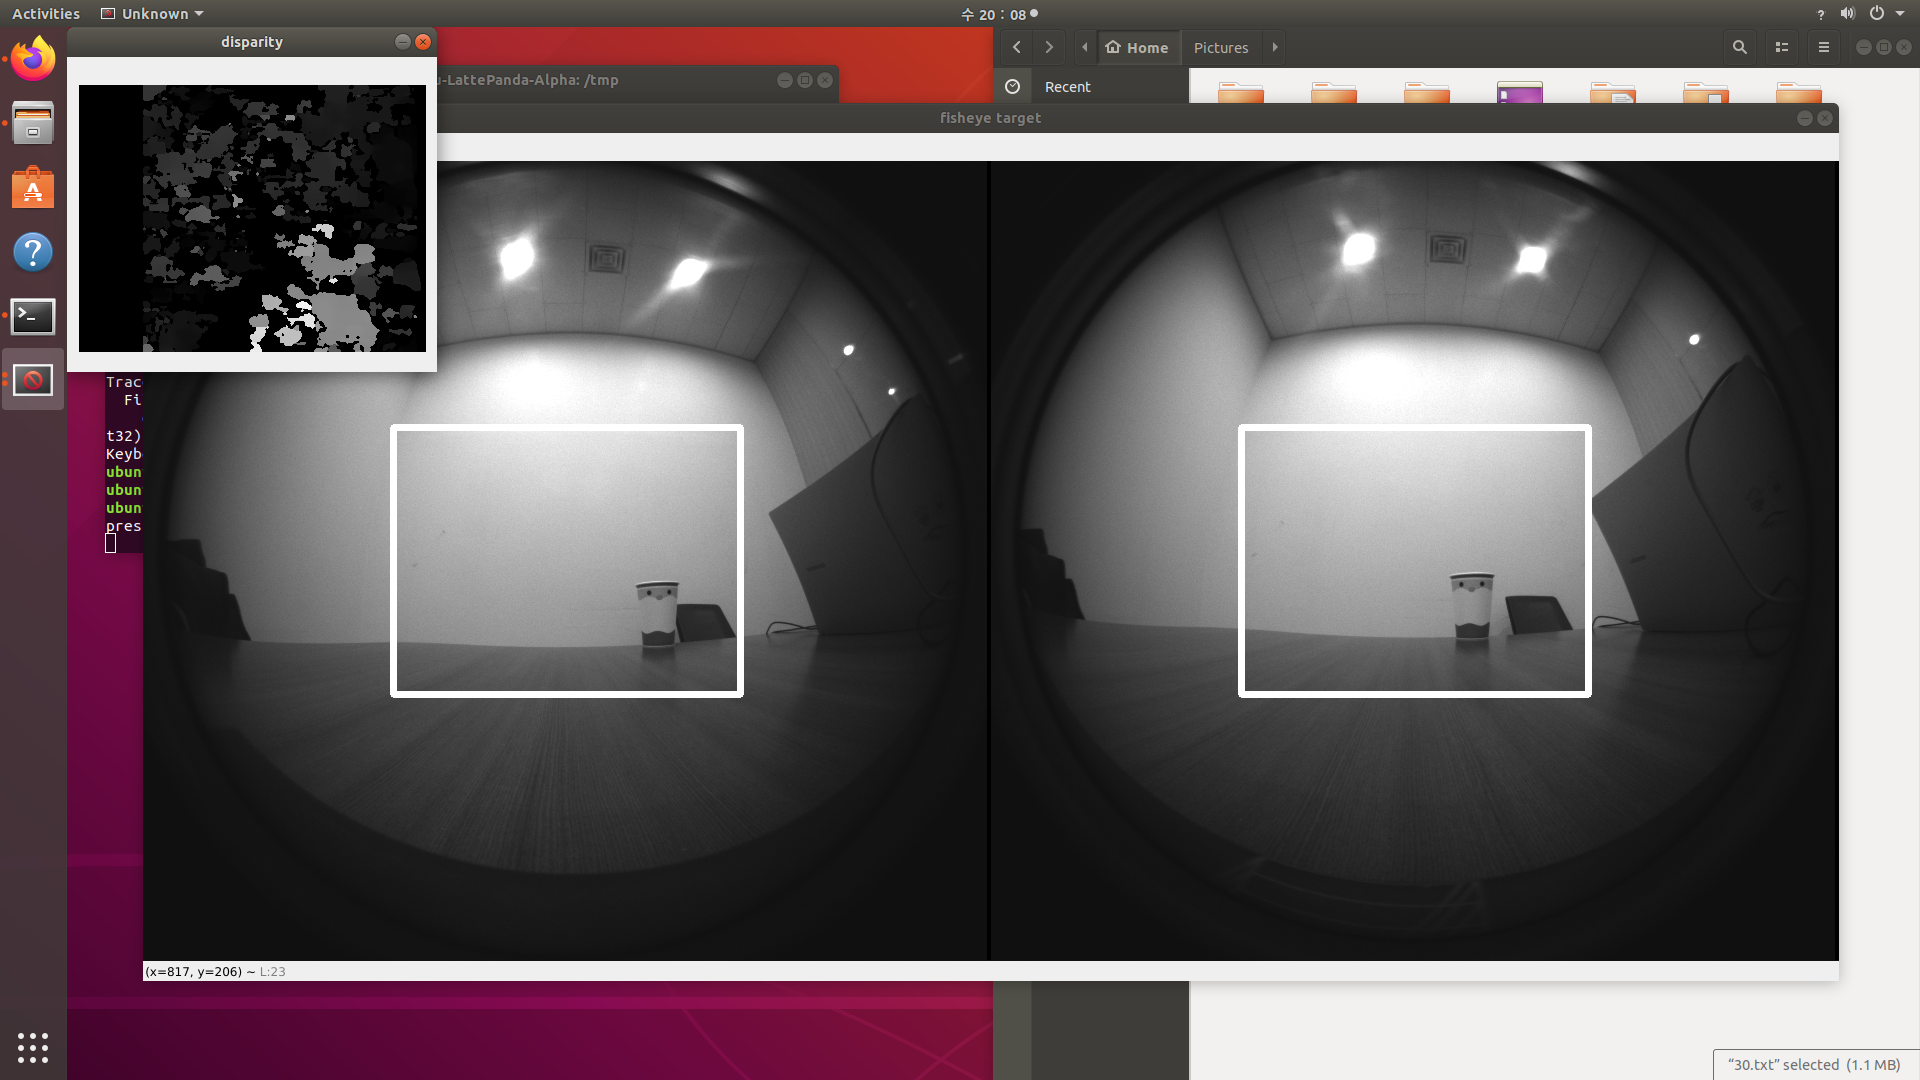 Activities
Unknown
수 20 : 08
disparity
u-LattePanda-Alpha: /tmp
Home
Pictures
Recent
fisheye target
Trac
Fi
t32)
Keyb
ubun
ubun
ubun
pres
(x=817, y=206) ~ L:23
“30.txt” selected (1.1 MB)